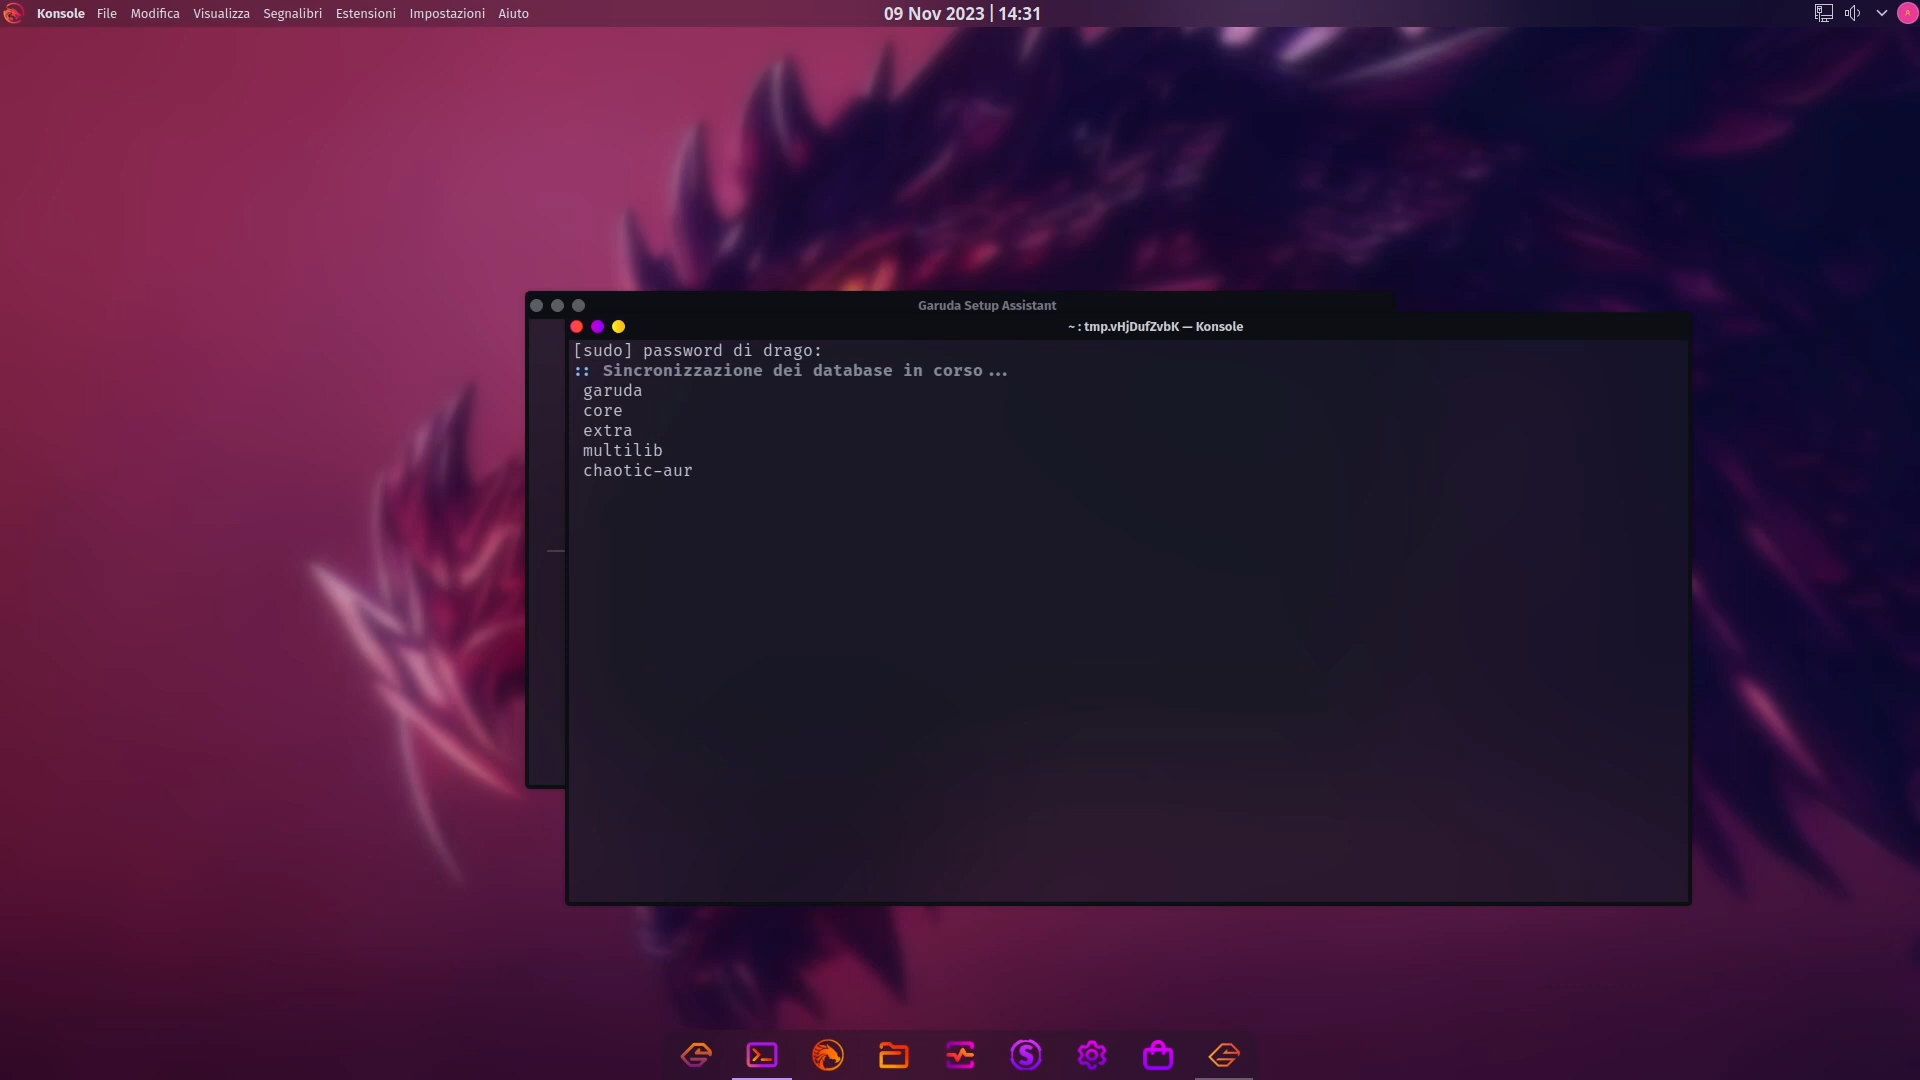 Konsole File Modifica Visualizza Segnalibri Estensioni Impostazioni Aiuto
09 Nov 2023 | 14:31
Garuda Setup Assistant
~ : tmp.vHjDufZvbK — Konsole
[sudo] password di drago:
:: Sincronizzazione dei database in corso...
garuda
core
extra
multilib
chaotic-aur